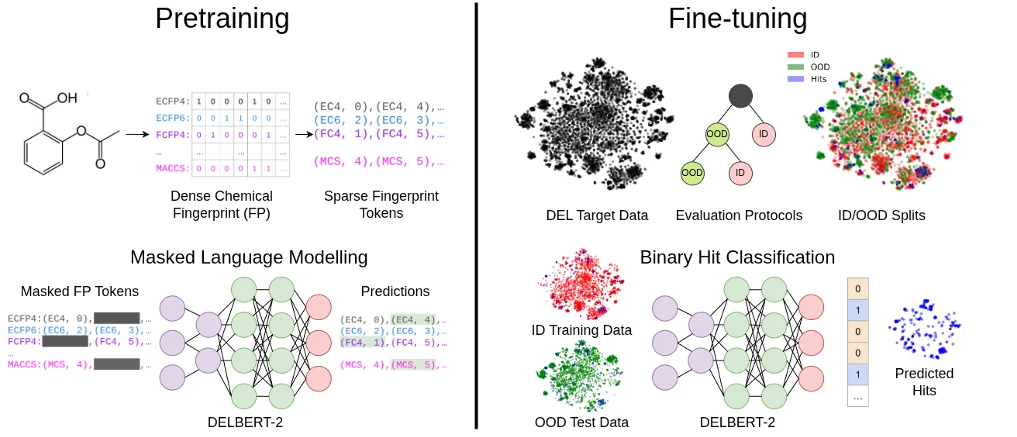 Pretraining
O
OH
O
O
ECFP4: 1 0 0 0 1 0 ...
ECFP6: 0 0 1 1 0 0 ...
FCFP4: 0 1 0 0 0 1 ...
... ... ...
MACCS: 0 0 0 0 1 1 ...
(EC4, 0),(EC4, 4),…
(EC6, 2),(EC6, 3),…
(FC4, 1),(FC4, 5),…
(MCS, 4),(MCS, 5),…
Dense Chemical
Fingerprint (FP)
Sparse Fingerprint
Tokens
Masked Language Modelling
Masked FP Tokens
ECFP4:(EC4, 0), ,…
ECFP6:(EC6, 2),(EC6, 3),…
FCFP4: ,(FC4, 5),…
…
MACCS:(MCS, 4), ,…
DELBERT-2
Predictions
(EC4, 0),(EC4, 4),…
(EC6, 2),(EC6, 3),…
(FC4, 1),(FC4, 5),…
(MCS, 4),(MCS, 5),…
Fine-tuning
ID
OOD
Hits
OOD
ID
OOD
ID
DEL Target Data
Evaluation Protocols
ID/OOD Splits
Binary Hit Classification
ID Training Data
OOD Test Data
DELBERT-2
0
1
0
0
1
...
Predicted
Hits